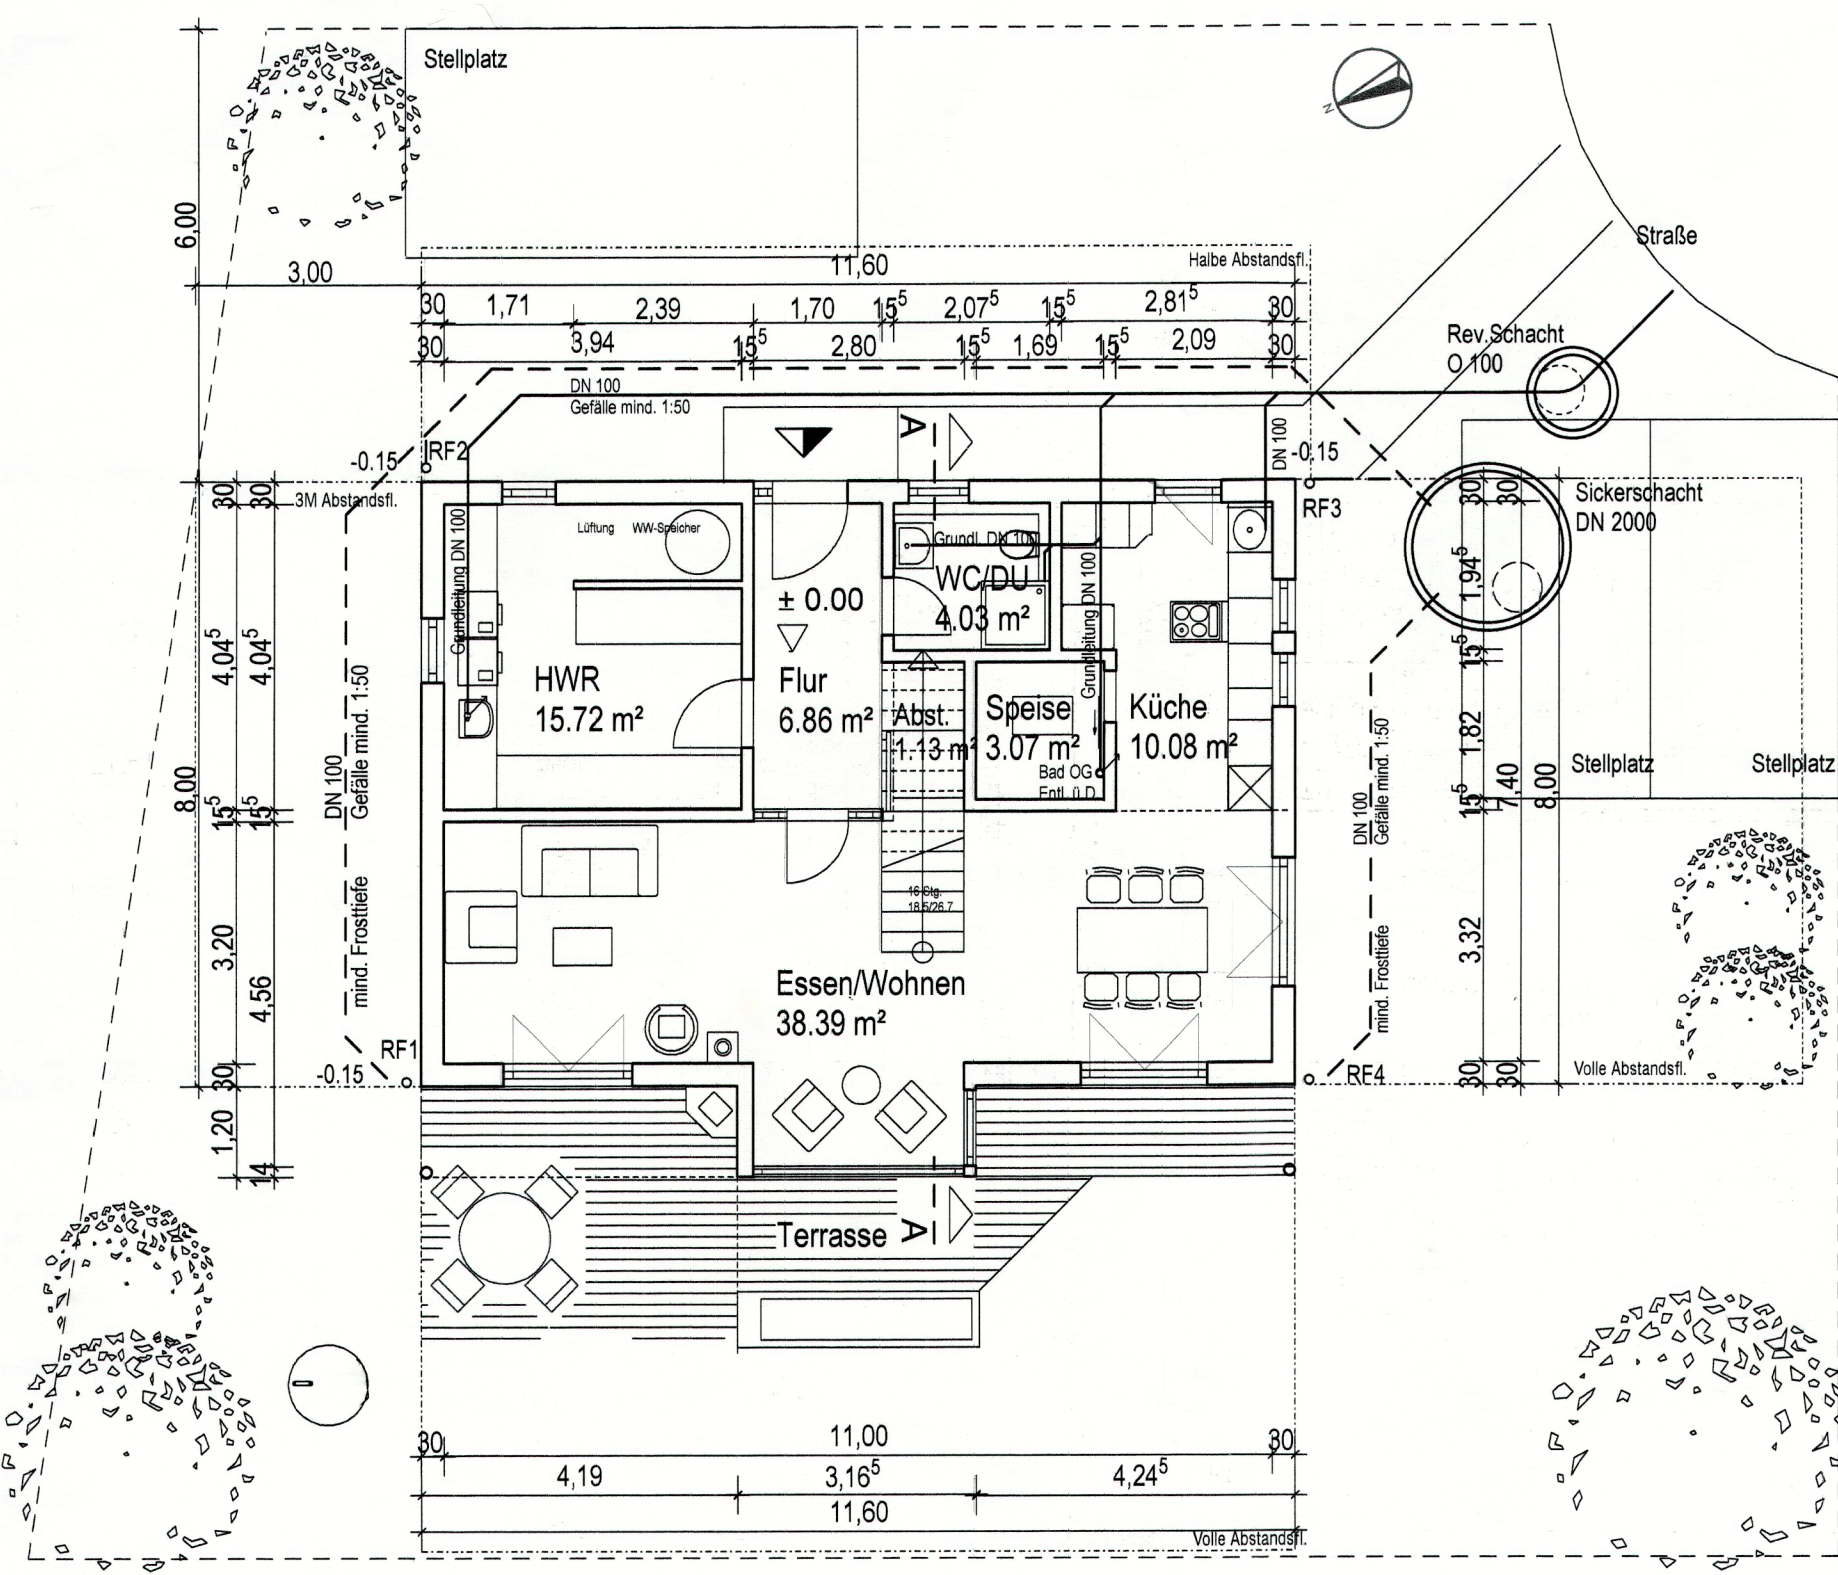 Stellplatz
N
Straße
6,00
3,00
11,60
Halbe Abstandsfl.
30
1,71
2,39
1,70
15⁵
2,07⁵
15⁵
2,81⁵
30
30
3,94
15⁵
2,80
15⁵
1,69
15⁵
2,09
30
Rev.Schacht
O 100
DN 100
Gefälle mind. 1:50
A
DN 100
-0.15
RF2
-0.15
RF3
3M Abstandsfl.
Sickerschacht
DN 2000
30
30
30
30
Lüftung
WW-Speicher
Grundleitung DN 100
Grundl. DN 100
WC/DU
4.03 m²
± 0.00
Grundleitung DN 100
1,94⁵
15⁵
4,04⁵
4,04⁵
HWR
15.72 m²
Flur
6.86 m²
Abst.
1.13 m²
Speise
3.07 m²
Küche
10.08 m²
Bad OG
Entl. ü.D.
DN 100
Gefälle mind. 1:50
mind. Frosttiefe
8,00
15⁵
15⁵
1,82
15⁵
7,40
8,00
Stellplatz
Stellplatz
DN 100
Gefälle mind. 1:50
mind. Frosttiefe
16 Stg.
18.5/26.7
3,20
4,56
3,32
Essen/Wohnen
38.39 m²
RF1
-0.15
RF4
30
30
30
Volle Abstandsfl.
1,20
14
Terrasse
A
30
11,00
30
4,19
3,16⁵
4,24⁵
11,60
Volle Abstandsfl.